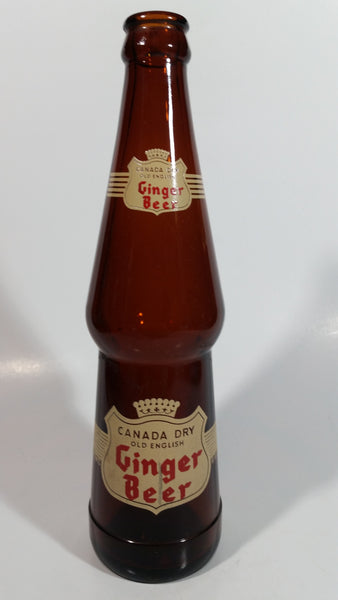 CANADA DRY
OLD ENGLISH
Ginger
Beer
CANADA DRY
OLD ENGLISH
Ginger
Beer